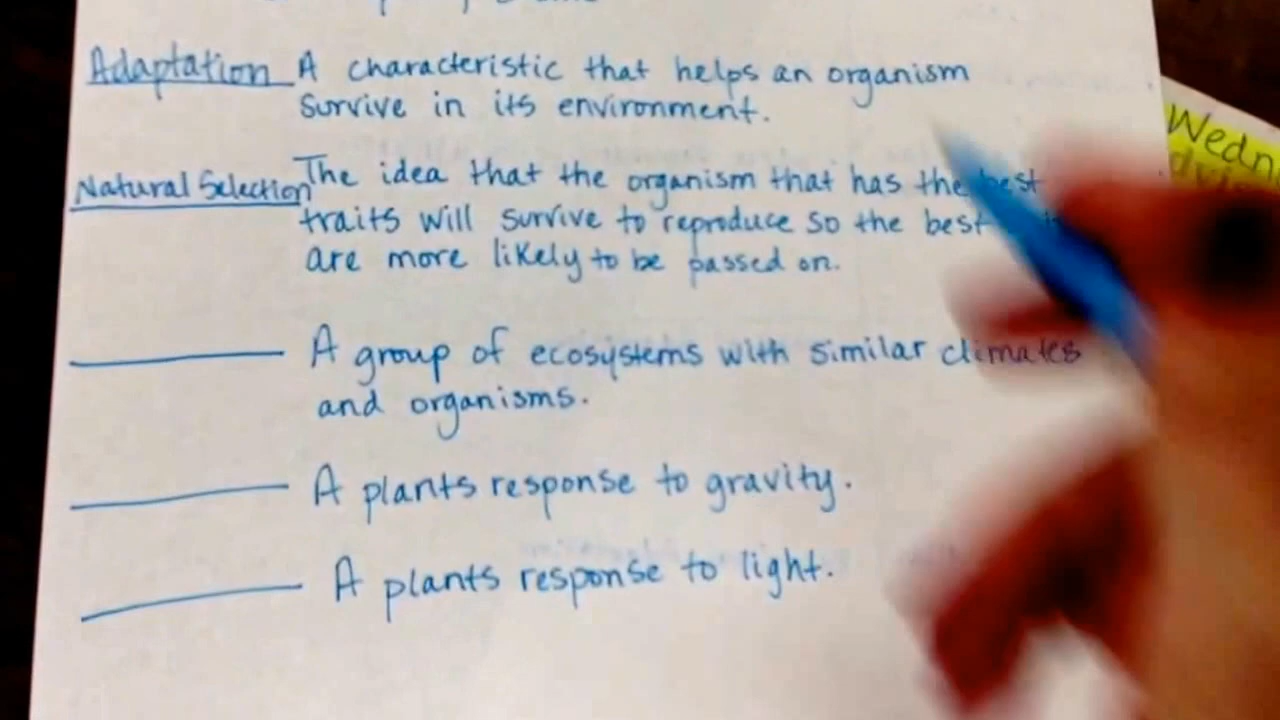 Adaptation A characteristic that helps an organism
survive in its environment.
Natural Selection The idea that the organism that has the best
traits will survive to reproduce so the best
are more likely to be passed on.
A group of ecosystems with similar climates
and organisms.
A plants response to gravity.
A plants response to light.
Wedn